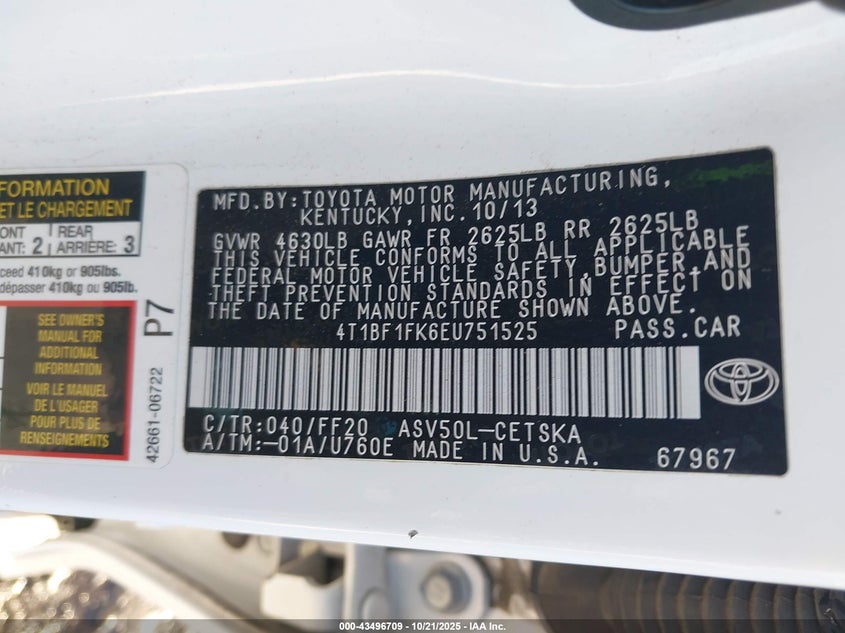 FORMATION
ET LE CHARGEMENT
2
REAR
ARRIÈRE: 3
410kg or 905lbs.
dépasser 410kg ou 905lb.
SEE OWNER'S
MANUAL FOR
ADDITIONAL
INFORMATION
VOIR LE MANUEL
DE L'USAGER
POUR PLUS DE
RENSEIGNEMENTS
P7
42661-06722
MFD.BY:TOYOTA MOTOR MANUFACTURING,
KENTUCKY,INC.10/13
GVWR 4630LB GAWR FR 2625LB RR 2625LB
THIS VEHICLE CONFORMS TO ALL APPLICABLE
FEDERAL MOTOR VEHICLE SAFETY,BUMPER,AND
THEFT PREVENTION STANDARDS IN EFFECT ON
THE DATE OF MANUFACTURE SHOWN ABOVE.
4T1BF1FK6EU751525 PASS.CAR
C/TR:040/FF20 ASV50L-CETSKA
A/TM:-01A/U760E MADE IN U.S.A. 67967
000-43496709 - 10/21/2025 - IAA, Inc.